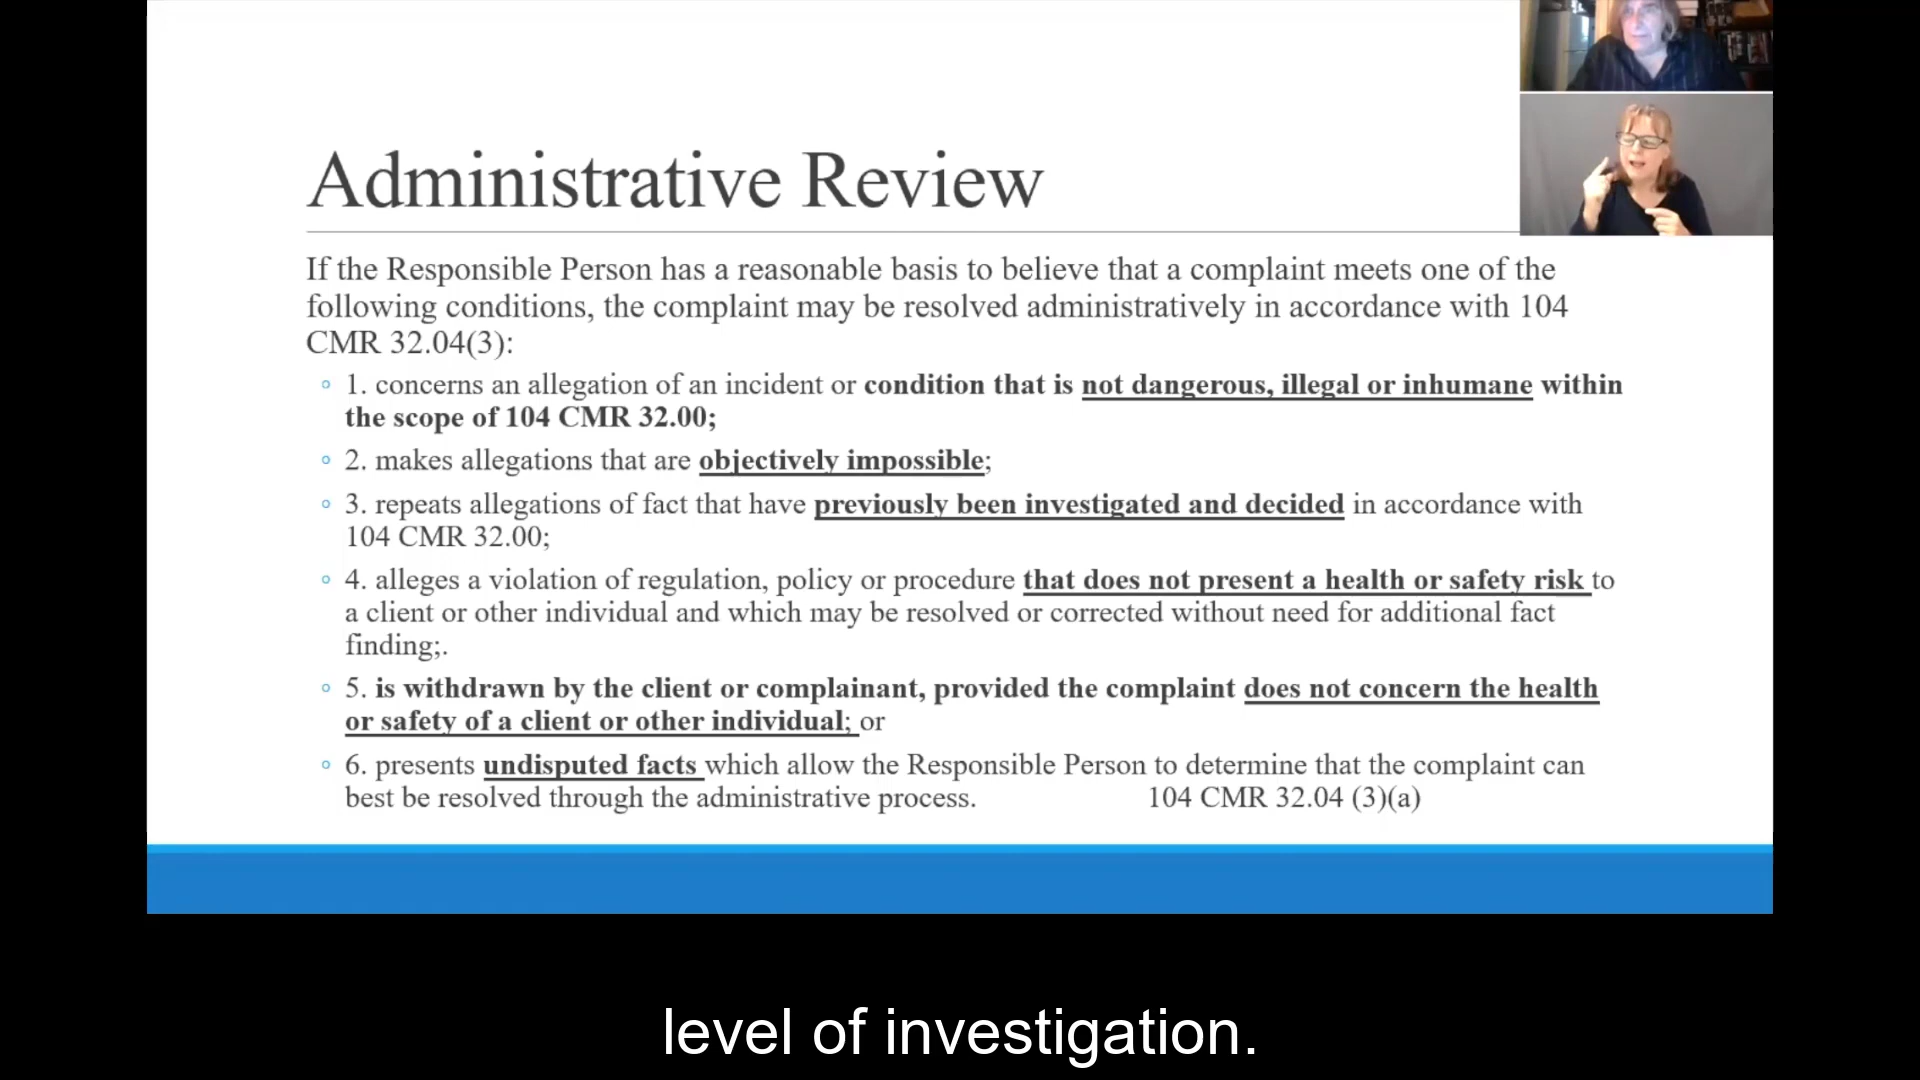 Administrative Review
If the Responsible Person has a reasonable basis to believe that a complaint meets one of the
following conditions, the complaint may be resolved administratively in accordance with 104
CMR 32.04(3):
1. concerns an allegation of an incident or condition that is not dangerous, illegal or inhumane within
the scope of 104 CMR 32.00;
2. makes allegations that are objectively impossible;
3. repeats allegations of fact that have previously been investigated and decided in accordance with
104 CMR 32.00;
4. alleges a violation of regulation, policy or procedure that does not present a health or safety risk to
a client or other individual and which may be resolved or corrected without need for additional fact
finding;.
5. is withdrawn by the client or complainant, provided the complaint does not concern the health
or safety of a client or other individual; or
6. presents undisputed facts which allow the Responsible Person to determine that the complaint can
best be resolved through the administrative process. 104 CMR 32.04 (3)(a)
level of investigation.